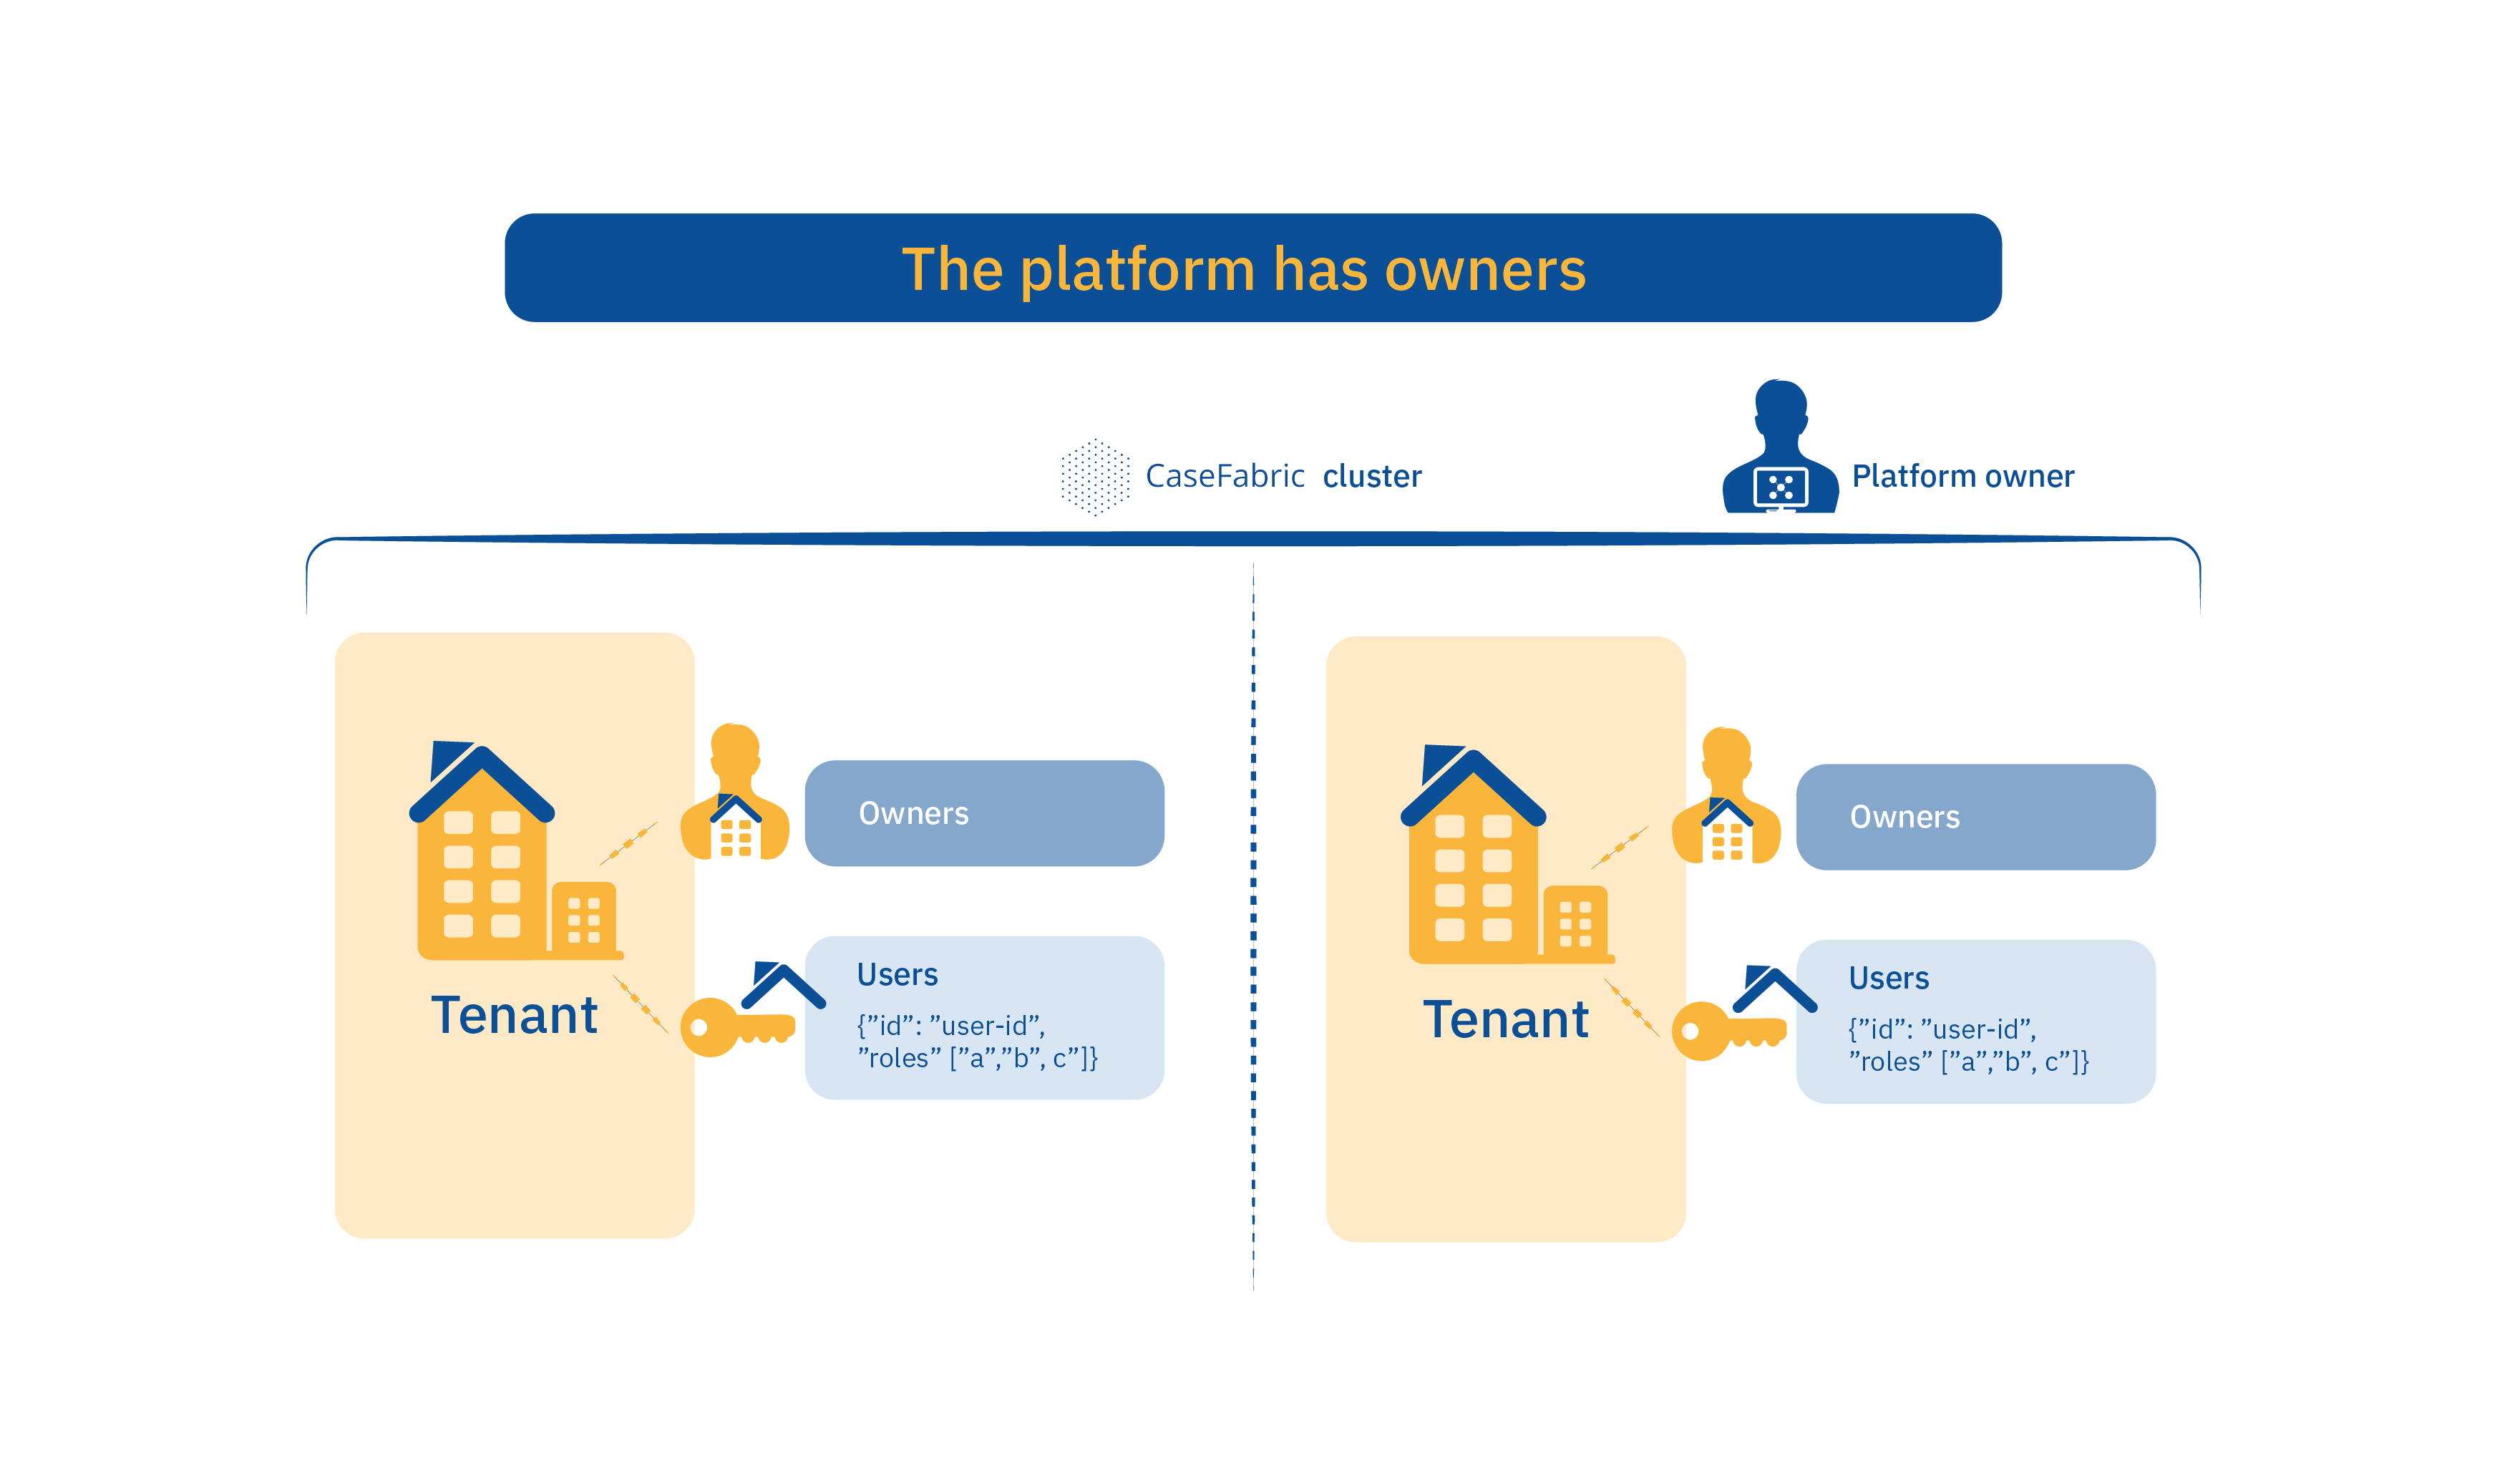 The platform has owners
CaseFabric cluster
Platform owner
Owners
Users
{”id”: ”user-id”,
”roles” [”a”,”b”, c”]}
Tenant
Owners
Users
{”id”: ”user-id”,
”roles” [”a”,”b”, c”]}
Tenant